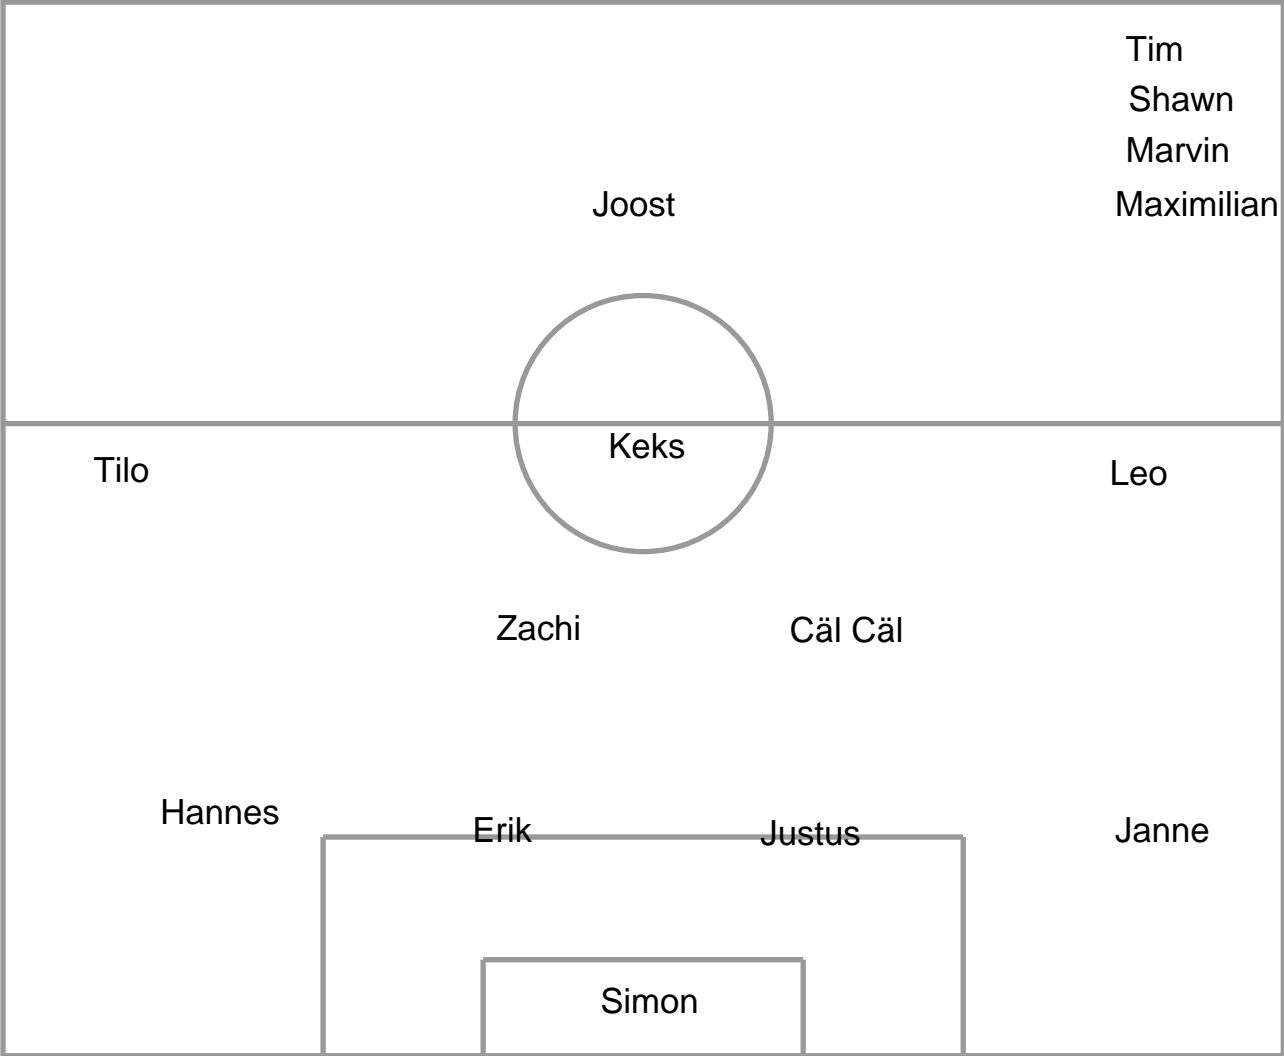 Tim
Shawn
Marvin
Joost Maximilian
Keks
Tilo Leo
Zachi Cäl Cäl
Hannes Erik Justus Janne
Simon